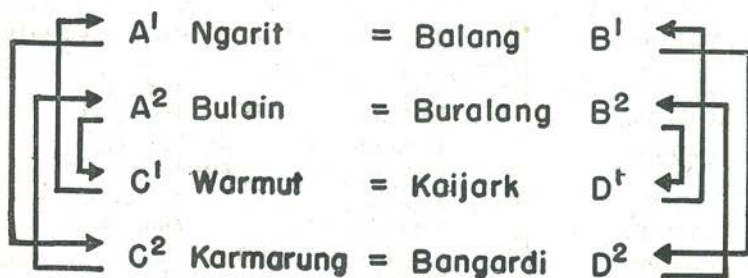 A¹ Ngarit = Balang B¹
A² Bulain = Buralang B²
C¹ Warmut = Kaijark D¹
C² Karmarung = Bangardi D²